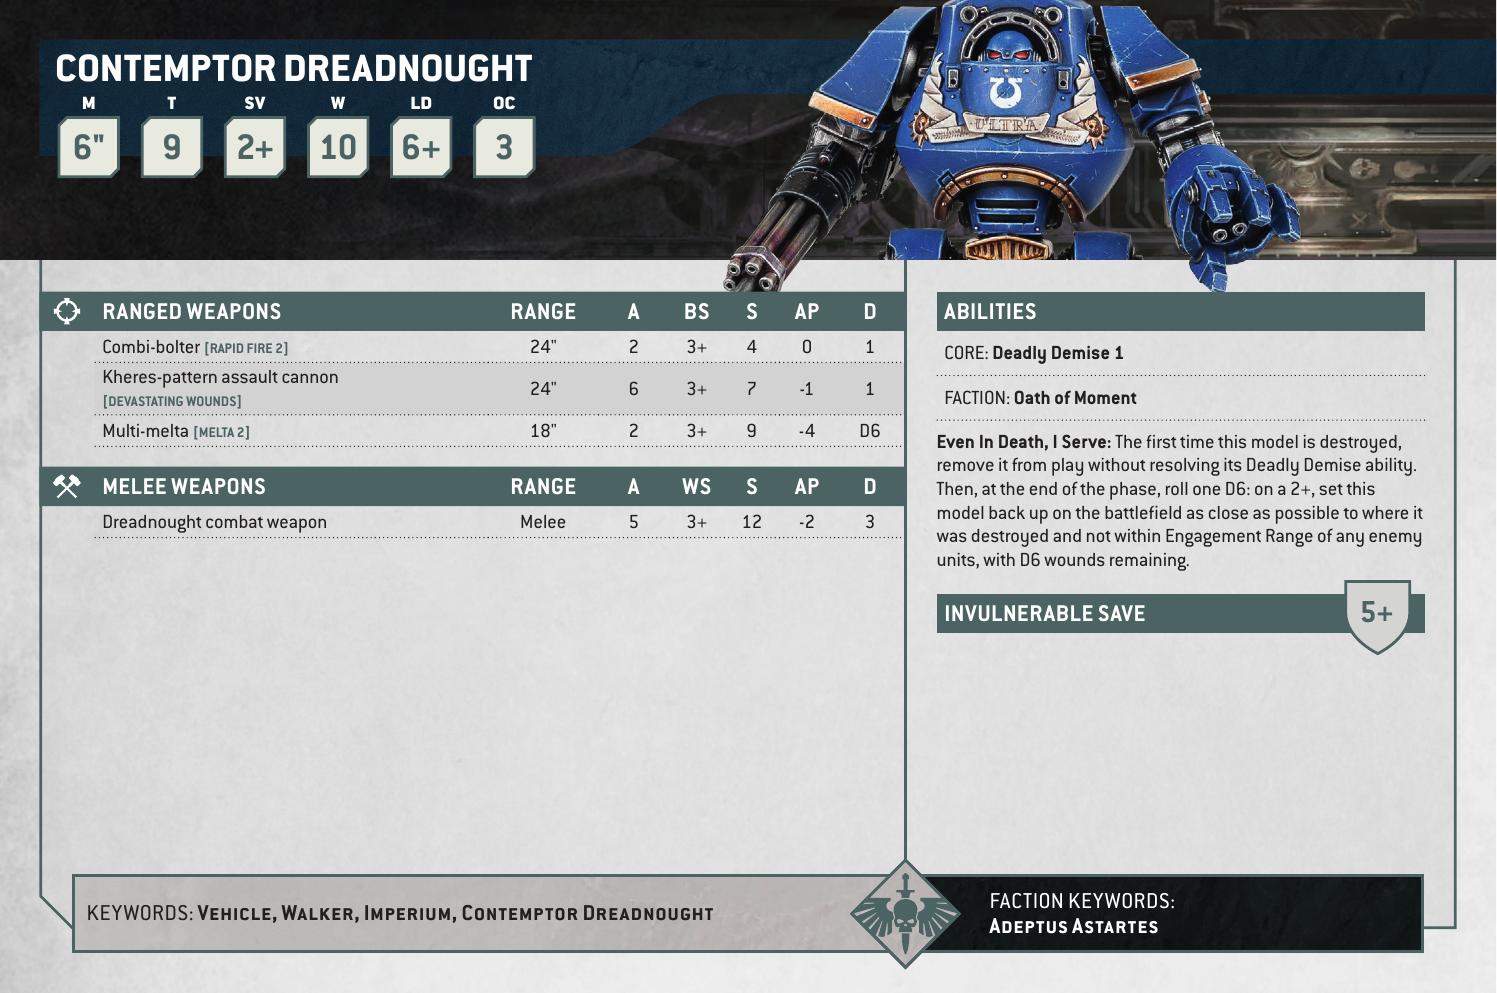 CONTEMPTOR DREADNOUGHT
M T SV W LD OC
6" 9 2+ 10 6+ 3
ULTRA
RANGED WEAPONS RANGE A BS S AP D
Combi-bolter [RAPID FIRE 2] 24" 2 3+ 4 0 1
Kheres-pattern assault cannon
[DEVASTATING WOUNDS] 24" 6 3+ 7 -1 1
Multi-melta [MELTA 2] 18" 2 3+ 9 -4 D6
MELEE WEAPONS RANGE A WS S AP D
Dreadnought combat weapon Melee 5 3+ 12 -2 3
ABILITIES
CORE: Deadly Demise 1
FACTION: Oath of Moment
Even In Death, I Serve: The first time this model is destroyed,
remove it from play without resolving its Deadly Demise ability.
Then, at the end of the phase, roll one D6: on a 2+, set this
model back up on the battlefield as close as possible to where it
was destroyed and not within Engagement Range of any enemy
units, with D6 wounds remaining.
INVULNERABLE SAVE 5+
KEYWORDS: VEHICLE, WALKER, IMPERIUM, CONTEMPTOR DREADNOUGHT
FACTION KEYWORDS:
ADEPTUS ASTARTES